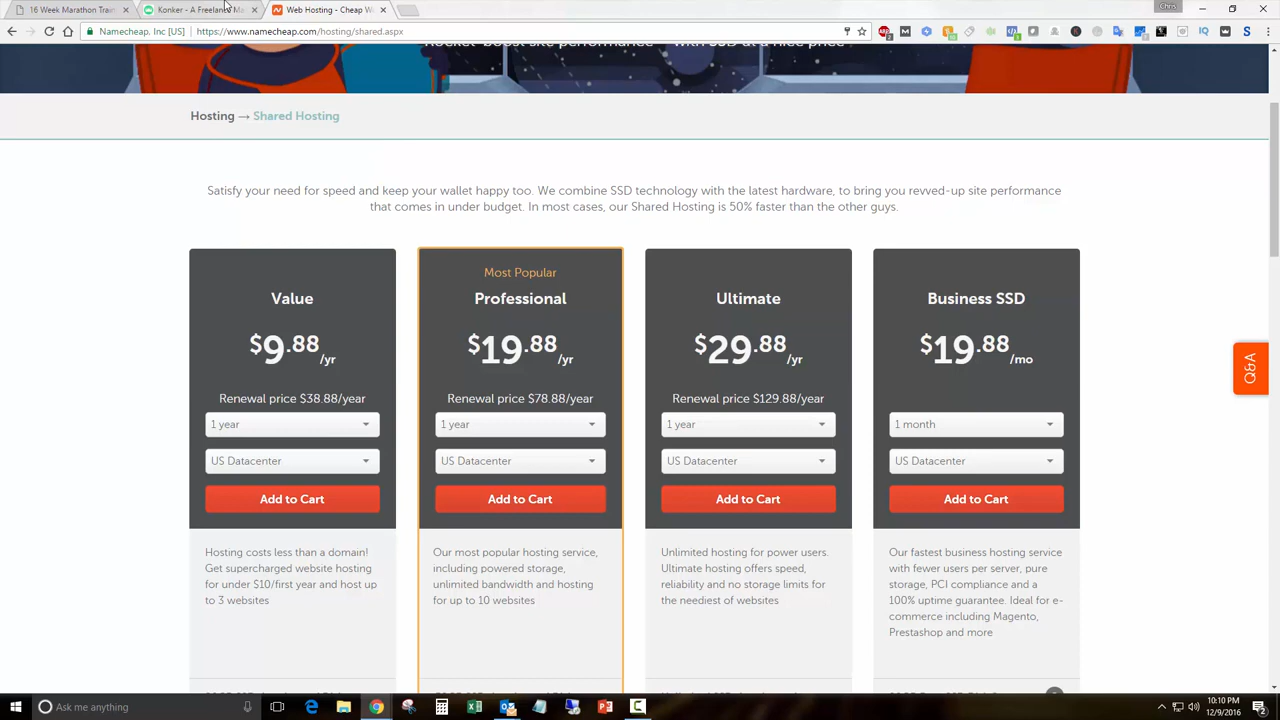 16 Week Marathon Train
Konker - A Freelance Ma
Web Hosting - Cheap W
Chris
Namecheap, Inc [US]
https://www.namecheap.com/hosting/shared.aspx
Rocket-boost site performance — with SSD at a nice price
Hosting → Shared Hosting
Satisfy your need for speed and keep your wallet happy too. We combine SSD technology with the latest hardware, to bring you revved-up site performance
that comes in under budget. In most cases, our Shared Hosting is 50% faster than the other guys.
Value
$9.88/yr
Renewal price $38.88/year
1 year
US Datacenter
Add to Cart
Hosting costs less than a domain!
Get supercharged website hosting
for under $10/first year and host up
to 3 websites
Most Popular
Professional
$19.88/yr
Renewal price $78.88/year
1 year
US Datacenter
Add to Cart
Our most popular hosting service,
including powered storage,
unlimited bandwidth and hosting
for up to 10 websites
Ultimate
$29.88/yr
Renewal price $129.88/year
1 year
US Datacenter
Add to Cart
Unlimited hosting for power users.
Ultimate hosting offers speed,
reliability and no storage limits for
the neediest of websites
Business SSD
$19.88/mo
1 month
US Datacenter
Add to Cart
Our fastest business hosting service
with fewer users per server, pure
storage, PCI compliance and a
100% uptime guarantee. Ideal for e-
commerce including Magento,
Prestashop and more
Q&A
Ask me anything
10:10 PM
12/9/2016